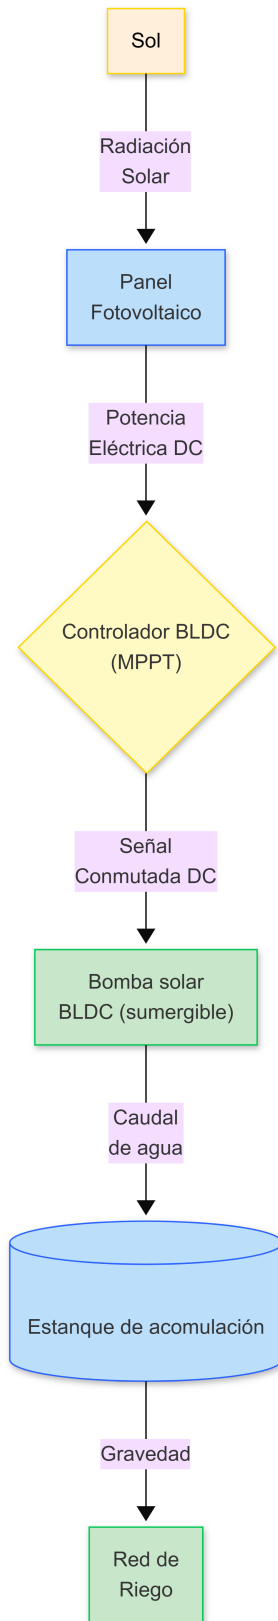 Sol
Radiación
Solar
Panel
Fotovoltaico
Potencia
Eléctrica DC
Controlador BLDC
(MPPT)
Señal
Conmutada DC
Bomba solar
BLDC (sumergible)
Caudal
de agua
Estanque de acomulación
Gravedad
Red de
Riego